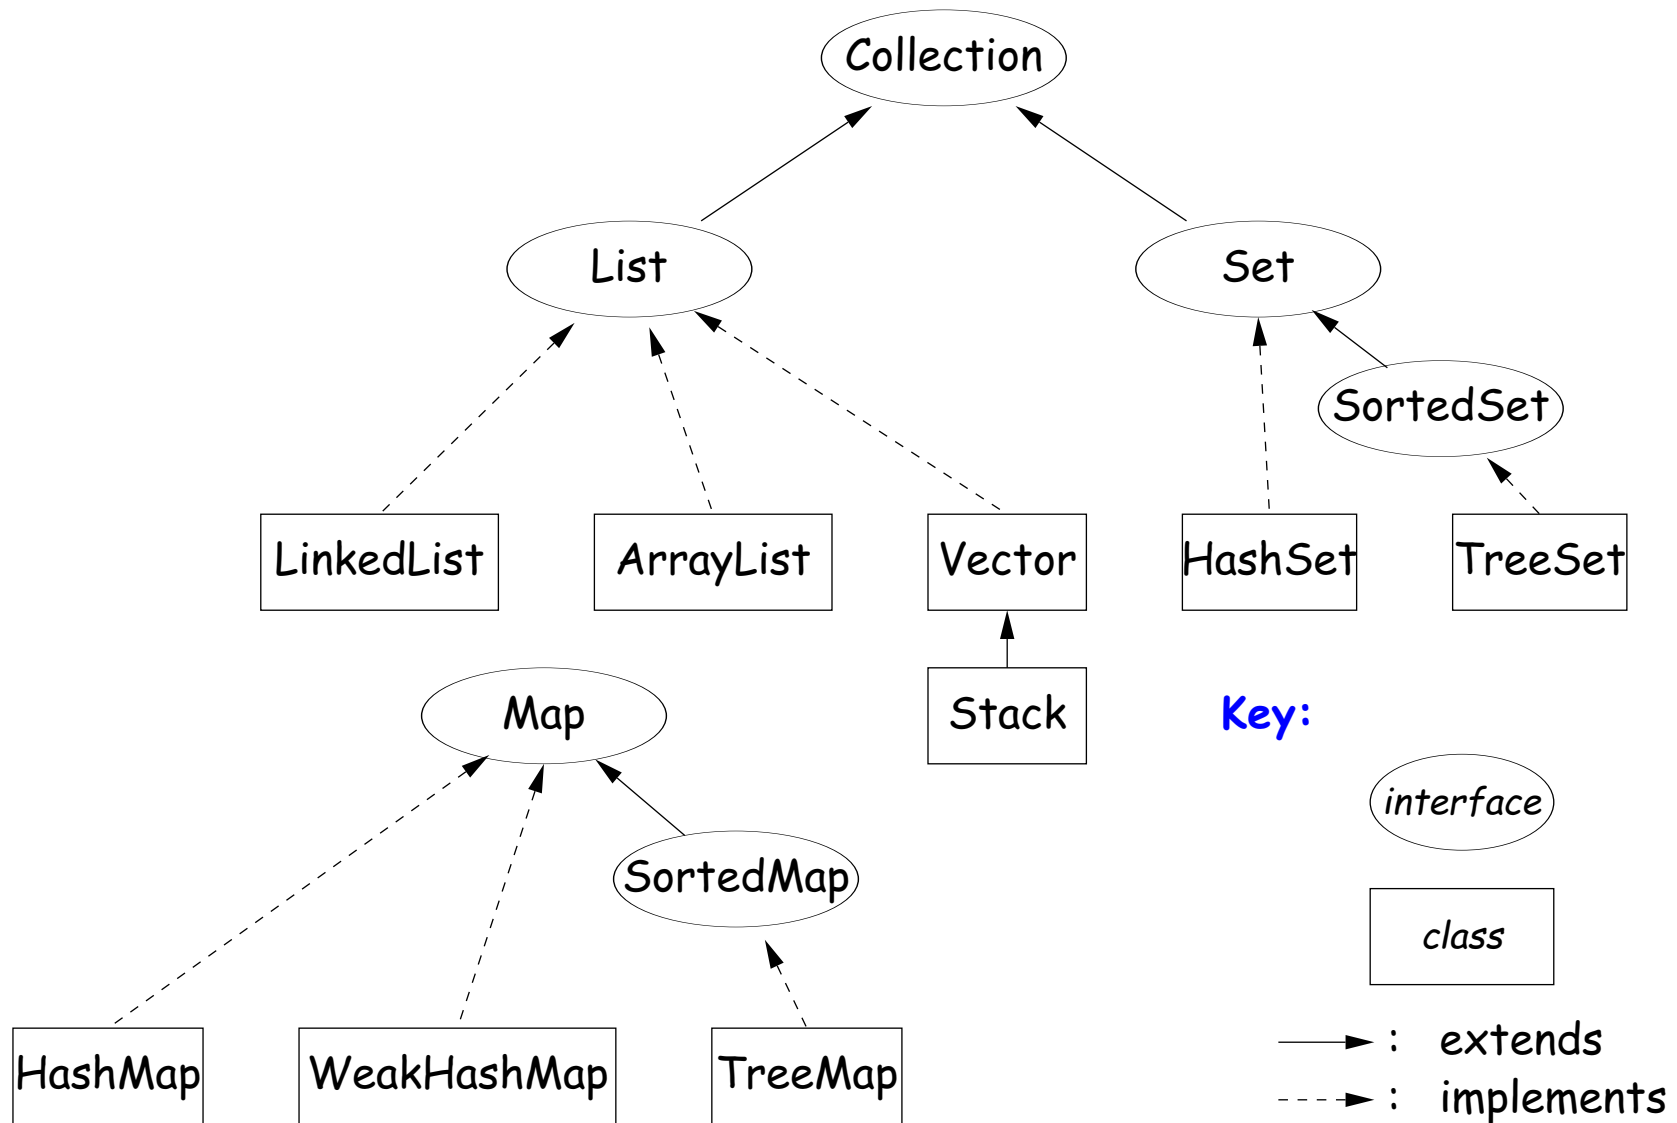 Collection
List
Set
SortedSet
LinkedList
ArrayList
Vector
HashSet
TreeSet
Map
Stack
Key:
interface
SortedMap
class
HashMap
WeakHashMap
TreeMap
: extends
: implements